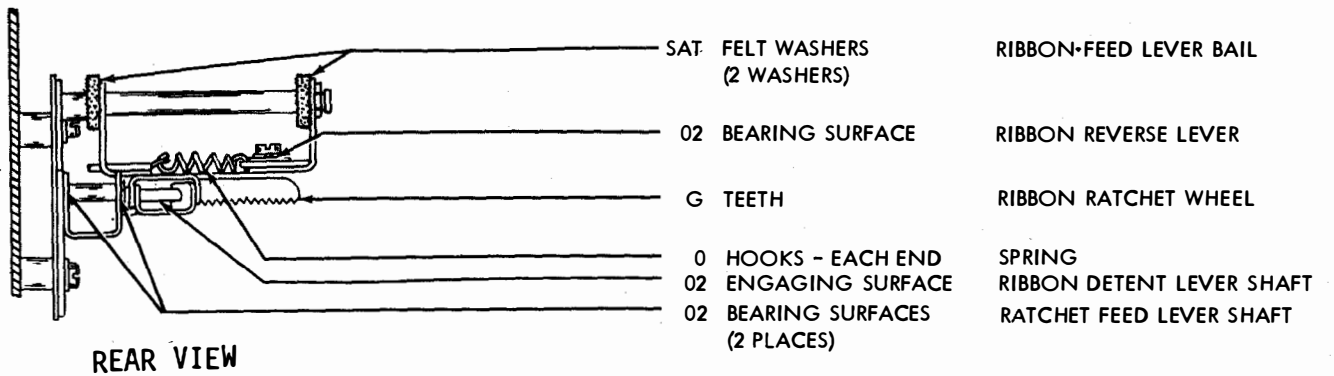 SAT FELT WASHERS RIBBON•FEED LEVER BAIL
(2 WASHERS)
02 BEARING SURFACE RIBBON REVERSE LEVER
G TEETH RIBBON RATCHET WHEEL
0 HOOKS - EACH END SPRING
02 ENGAGING SURFACE RIBBON DETENT LEVER SHAFT
02 BEARING SURFACES RATCHET FEED LEVER SHAFT
(2 PLACES)
REAR VIEW